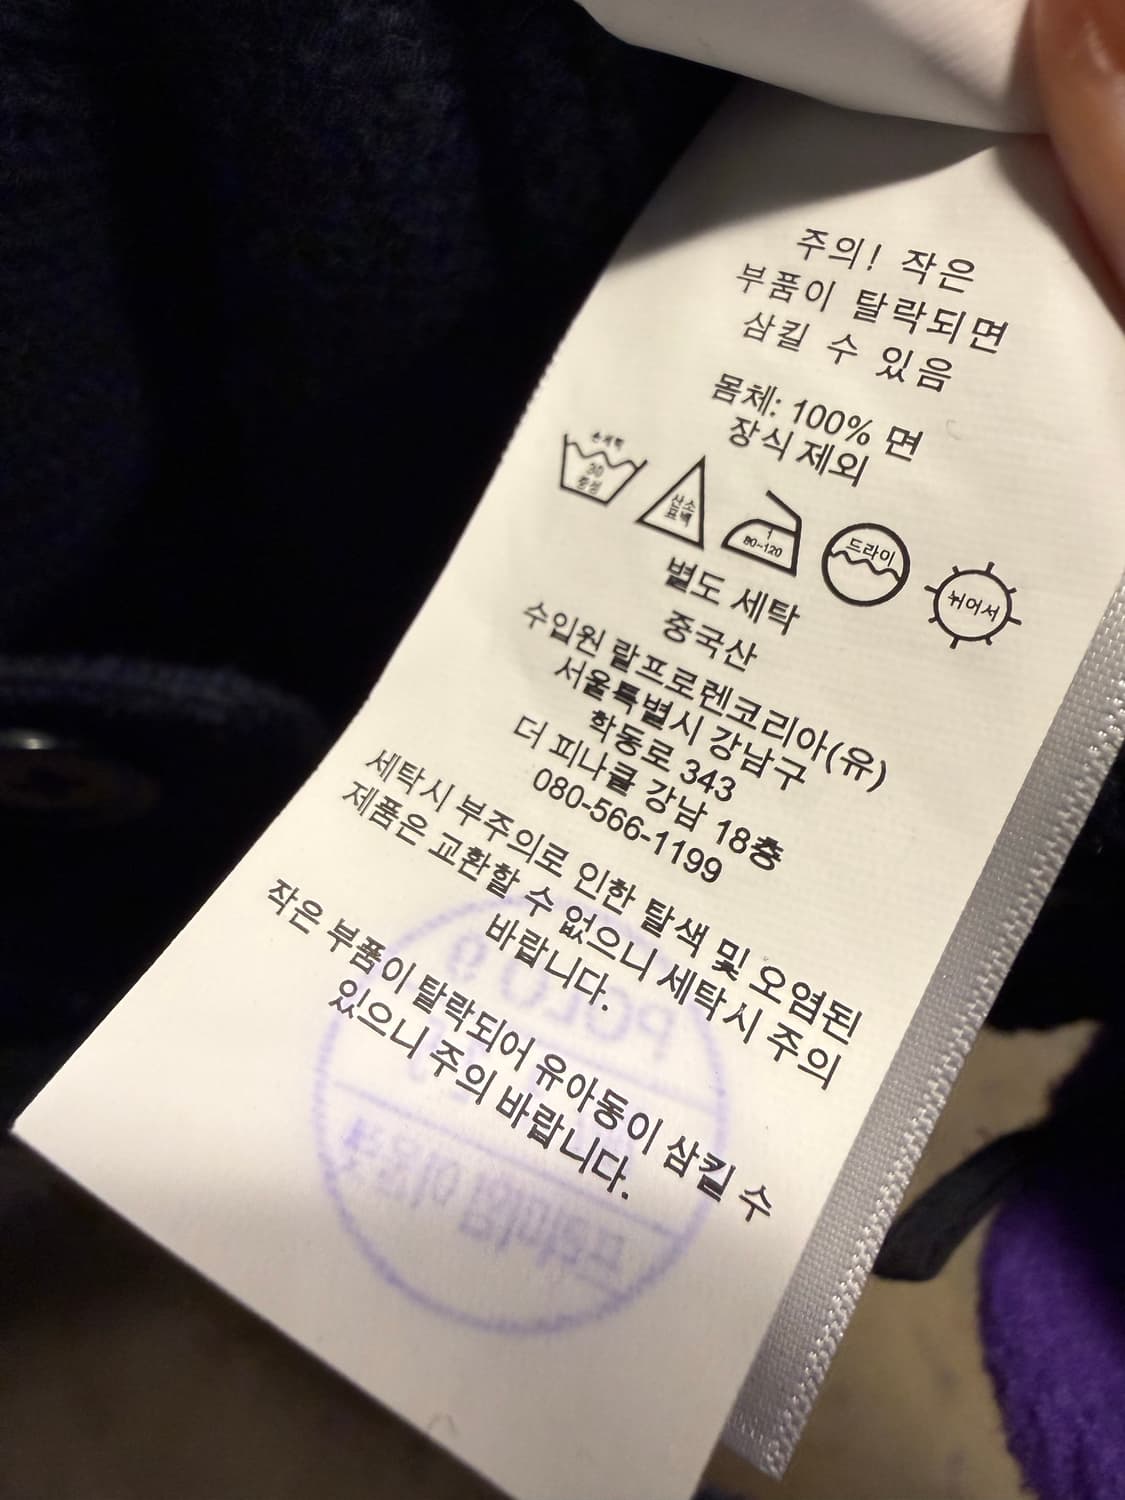 주의! 작은
부품이 탈락되면
삼킬 수 있음
몸체: 100% 면
장식 제외
손세탁
30
중성
산소
표백
1
80~120
드라이
뉘어서
별도 세탁
중국산
수입원 랄프로렌코리아(유)
서울특별시 강남구
학동로 343
더 피나클 강남 18층
080-566-1199
세탁시 부주의로 인한 탈색 및 오염된
제품은 교환할 수 없으니 세탁시 주의
바랍니다.
작은 부품이 탈락되어 유아동이 삼킬 수
있으니 주의 바랍니다.
POLO